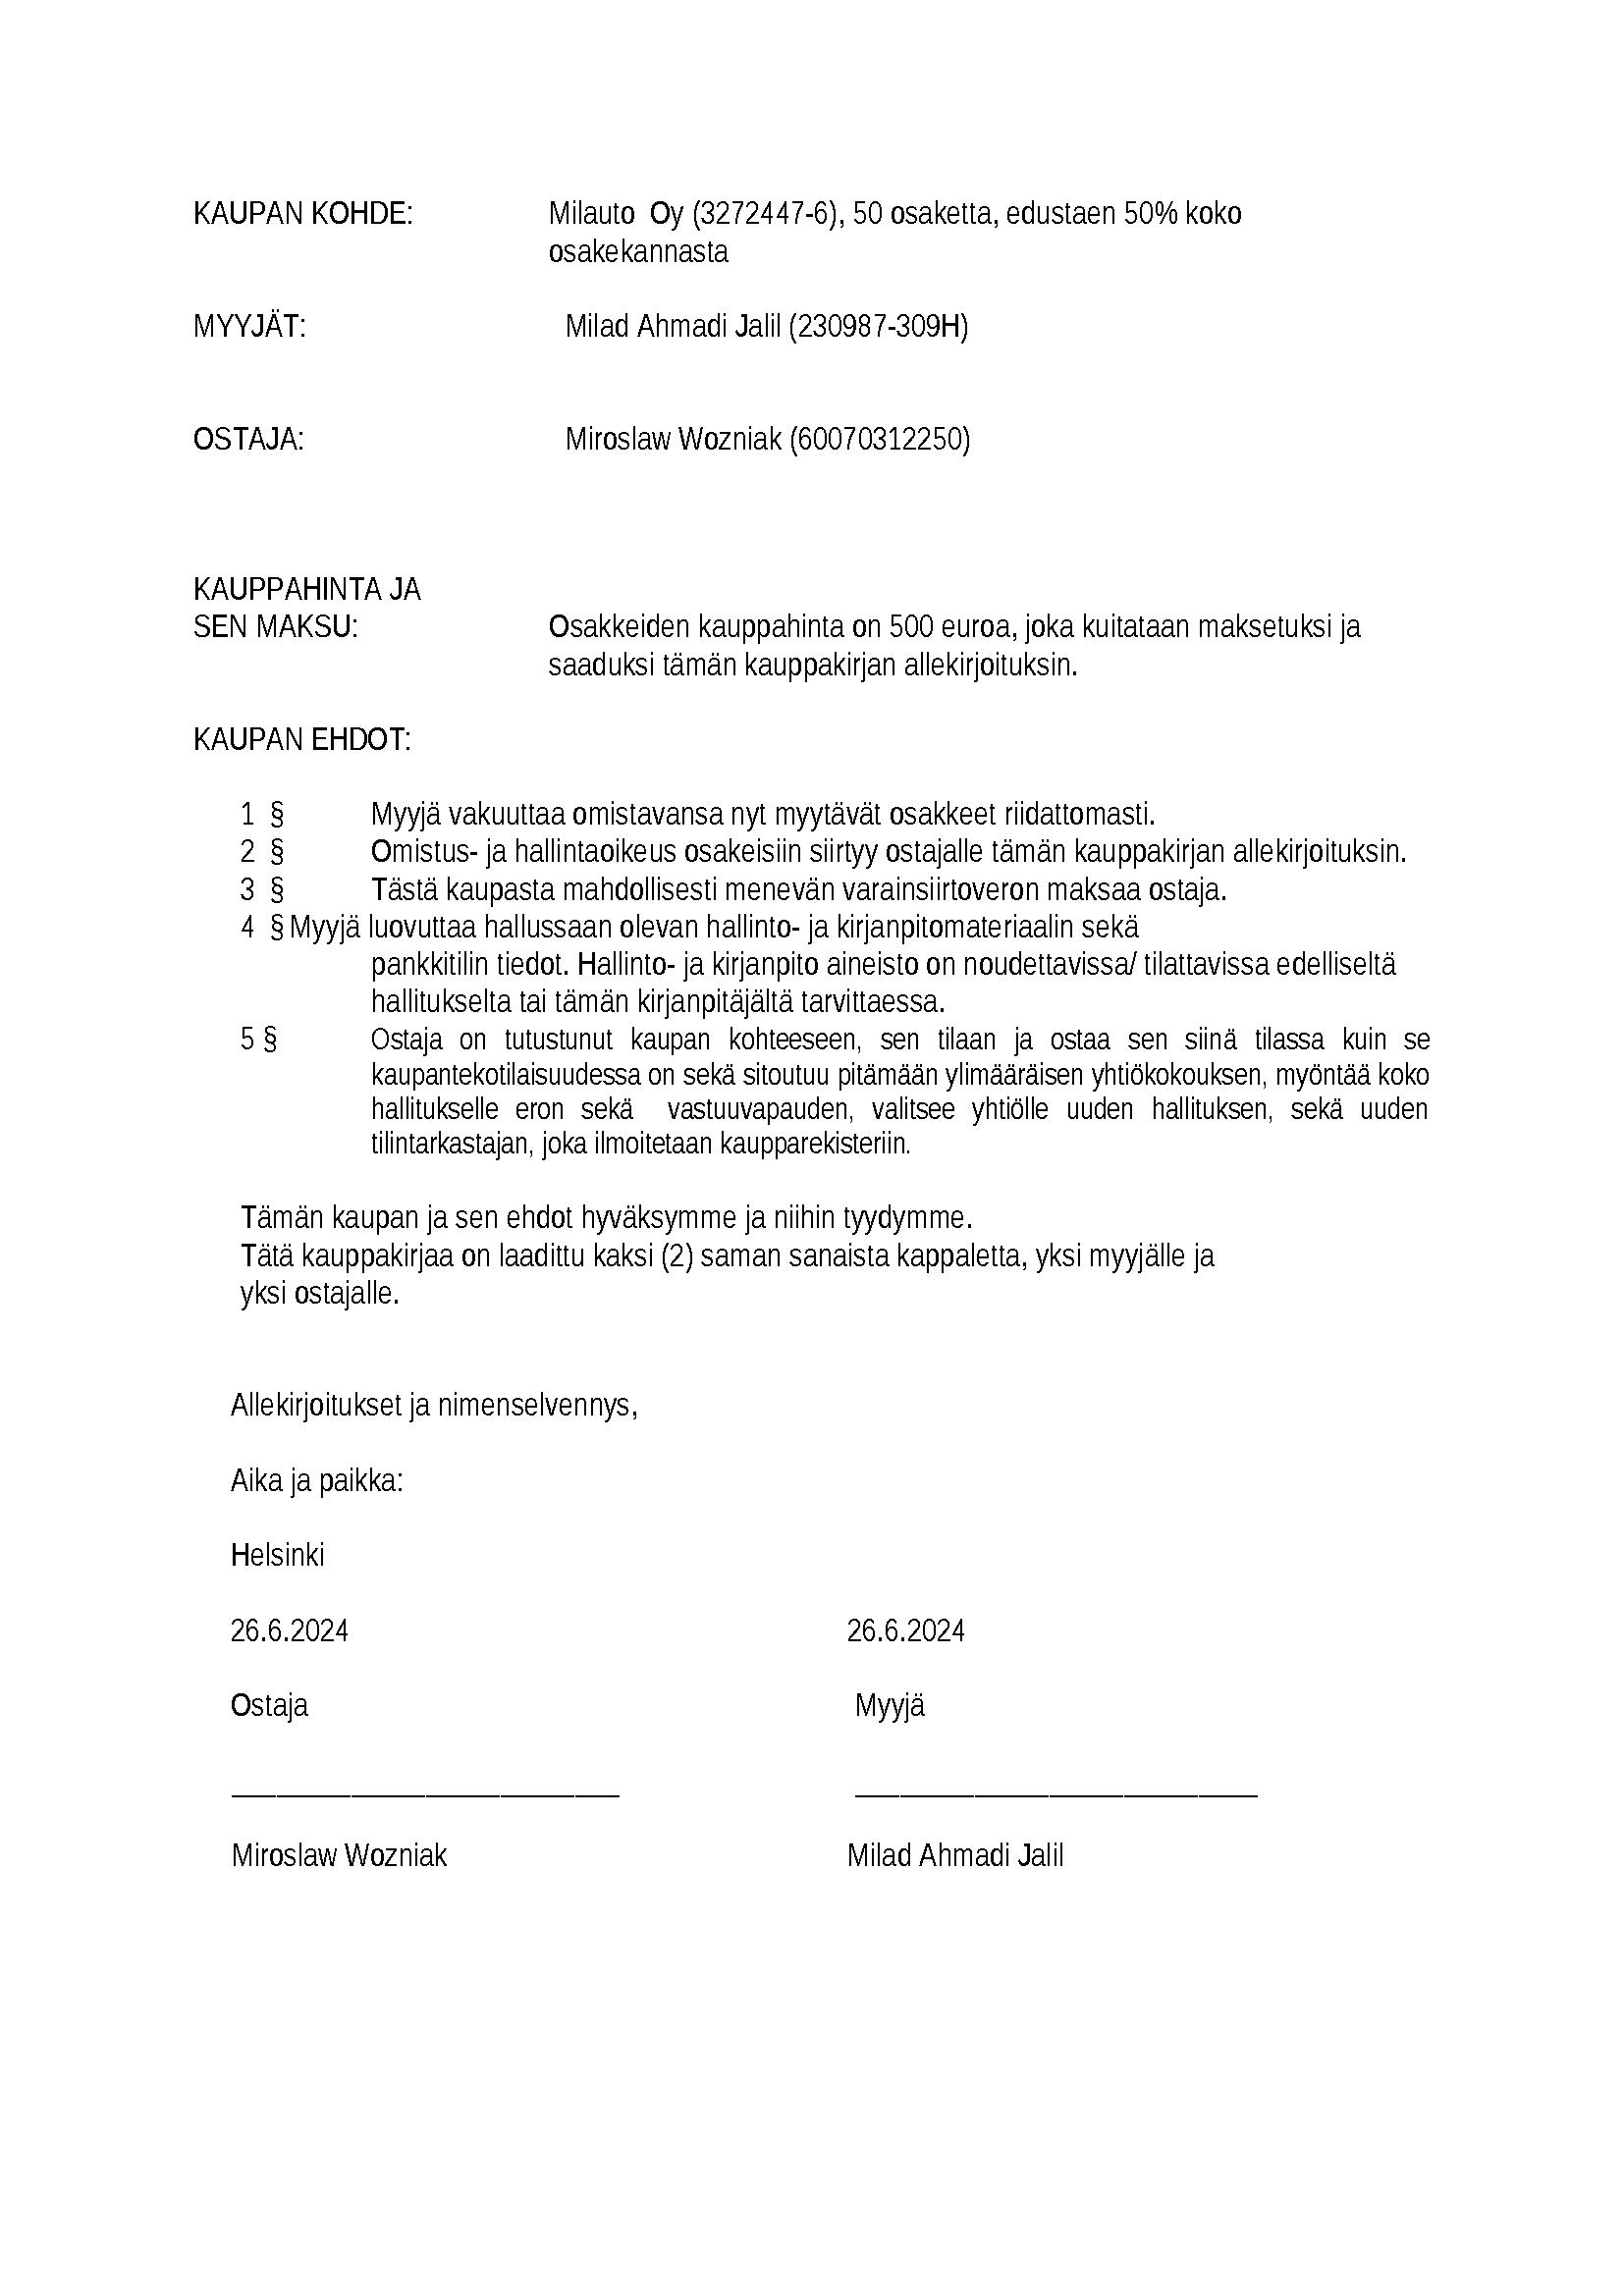 KAUPAN KOHDE: Milauto Oy (3272447-6), 50 osaketta, edustaen 50% koko
osakekannasta
MYYJÄT: Milad Ahmadi Jalil (230987-309H)
OSTAJA: Miroslaw Wozniak (60070312250)
KAUPPAHINTA JA
SEN MAKSU: Osakkeiden kauppahinta on 500 euroa, joka kuitataan maksetuksi ja
saaduksi tämän kauppakirjan allekirjoituksin.
KAUPAN EHDOT:
1 § Myyjä vakuuttaa omistavansa nyt myytävät osakkeet riidattomasti.
2 § Omistus- ja hallintaoikeus osakeisiin siirtyy ostajalle tämän kauppakirjan allekirjoituksin.
3 § Tästä kaupasta mahdollisesti menevän varainsiirtoveron maksaa ostaja.
4 § Myyjä luovuttaa hallussaan olevan hallinto- ja kirjanpitomateriaalin sekä
pankkitilin tiedot. Hallinto- ja kirjanpito aineisto on noudettavissa/ tilattavissa edelliseltä
hallitukselta tai tämän kirjanpitäjältä tarvittaessa.
5 § Ostaja on tutustunut kaupan kohteeseen, sen tilaan ja ostaa sen siinä tilassa kuin se
kaupantekotilaisuudessa on sekä sitoutuu pitämään ylimääräisen yhtiökokouksen, myöntää koko
hallitukselle eron sekä vastuuvapauden, valitsee yhtiölle uuden hallituksen, sekä uuden
tilintarkastajan, joka ilmoitetaan kaupparekisteriin.
Tämän kaupan ja sen ehdot hyväksymme ja niihin tyydymme.
Tätä kauppakirjaa on laadittu kaksi (2) saman sanaista kappaletta, yksi myyjälle ja
yksi ostajalle.
Allekirjoitukset ja nimenselvennys,
Aika ja paikka:
Helsinki
26.6.2024 26.6.2024
Ostaja Myyjä
Miroslaw Wozniak Milad Ahmadi Jalil